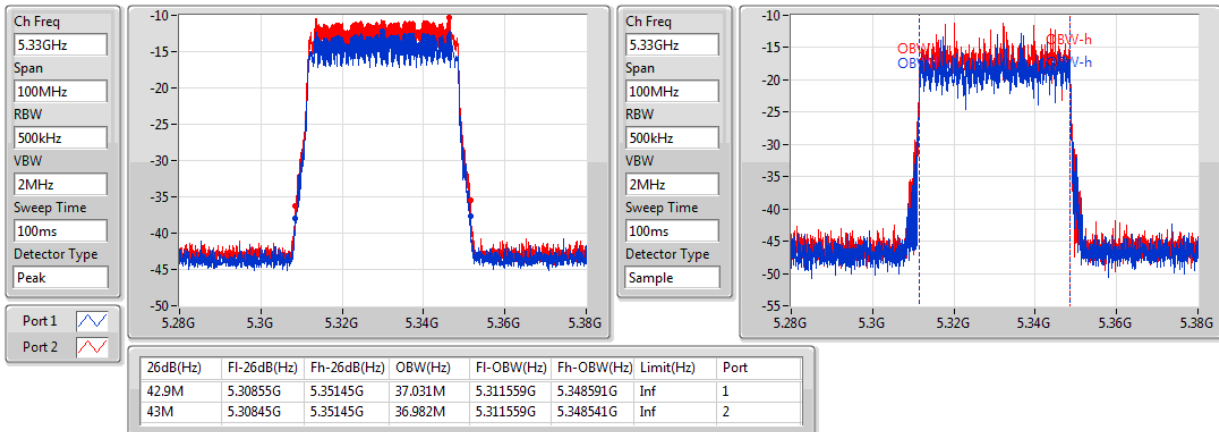 Ch Freq
5.33GHz
Span
100MHz
RBW
500kHz
VBW
2MHz
Sweep Time
100ms
Detector Type
Peak
Port 1
Port 2
-10
-15
-20
-25
-30
-35
-40
-45
-50
5.28G 5.3G 5.32G 5.34G 5.36G 5.38G
Ch Freq
5.33GHz
Span
100MHz
RBW
500kHz
VBW
2MHz
Sweep Time
100ms
Detector Type
Sample
-10
-15
-20
-25
-30
-35
-40
-45
-50
-55
OBW-h
5.28G 5.3G 5.32G 5.34G 5.36G 5.38G
26dB(Hz) Fl-26dB(Hz) Fh-26dB(Hz) OBW(Hz) Fl-OBW(Hz) Fh-OBW(Hz) Limit(Hz) Port
42.9M 5.30855G 5.35145G 37.031M 5.311559G 5.348591G Inf 1
43M 5.30845G 5.35145G 36.982M 5.311559G 5.348541G Inf 2